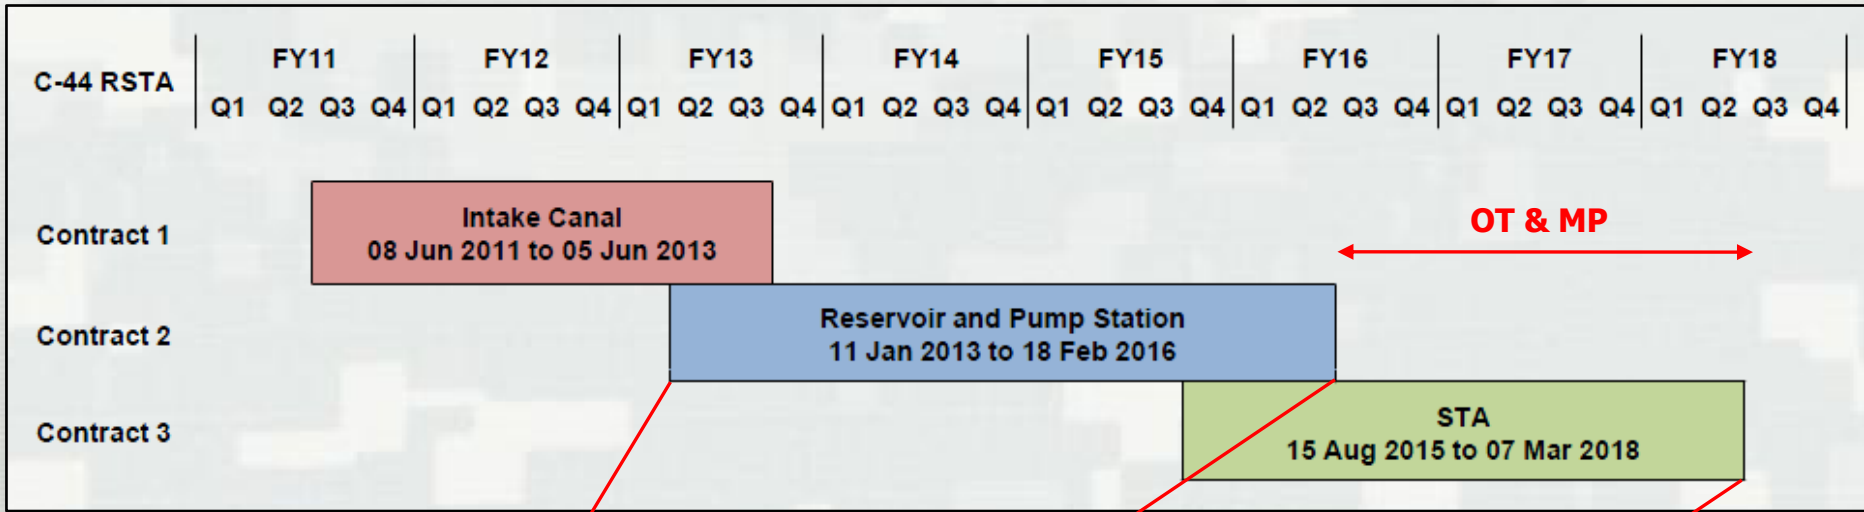 FY11 FY12 FY13 FY14 FY15 FY16 FY17 FY18
C-44 RSTA
Q1 Q2 Q3 Q4 Q1 Q2 Q3 Q4 Q1 Q2 Q3 Q4 Q1 Q2 Q3 Q4 Q1 Q2 Q3 Q4 Q1 Q2 Q3 Q4 Q1 Q2 Q3 Q4 Q1 Q2 Q3 Q4
Contract 1
Intake Canal
08 Jun 2011 to 05 Jun 2013
OT & MP
Contract 2
Reservoir and Pump Station
11 Jan 2013 to 18 Feb 2016
Contract 3
STA
15 Aug 2015 to 07 Mar 2018